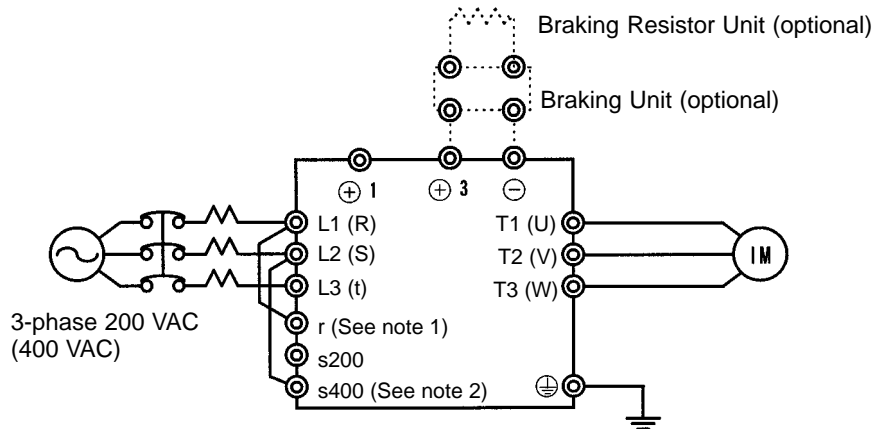 Braking Resistor Unit (optional)
Braking Unit (optional)
⊕ 1
⊕ 3
⊖
L1 (R)
T1 (U)
L2 (S)
T2 (V)
IM
L3 (t)
T3 (W)
3-phase 200 VAC
(400 VAC)
r (See note 1)
s200
s400 (See note 2)